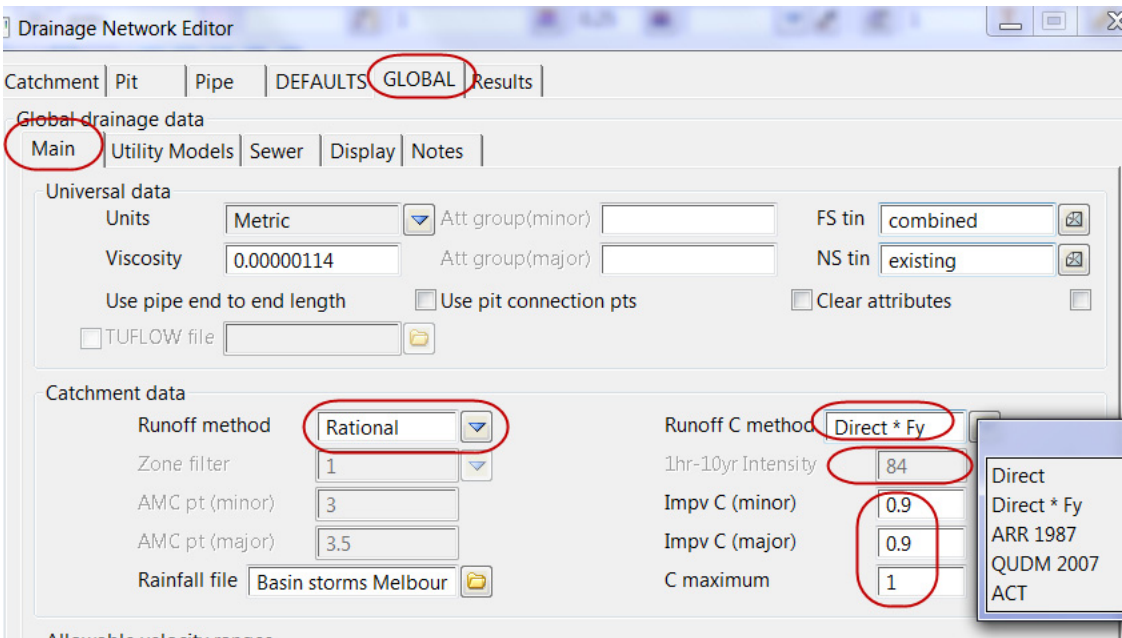 Drainage Network Editor
Catchment Pit Pipe DEFAULTS GLOBAL Results
Global drainage data
Main Utility Models Sewer Display Notes
Universal data
Units Metric Att group(minor) FS tin combined
Viscosity 0.00000114 Att group(major) NS tin existing
Use pipe end to end length Use pit connection pts Clear attributes
TUFLOW file
Catchment data
Runoff method Rational Runoff C method Direct * Fy
Zone filter 1 1hr-10yr Intensity 84
AMC pt (minor) 3 Impv C (minor) 0.9
AMC pt (major) 3.5 Impv C (major) 0.9
Rainfall file Basin storms Melbour C maximum 1
Direct
Direct * Fy
ARR 1987
QUDM 2007
ACT
Allowable velocity ranges